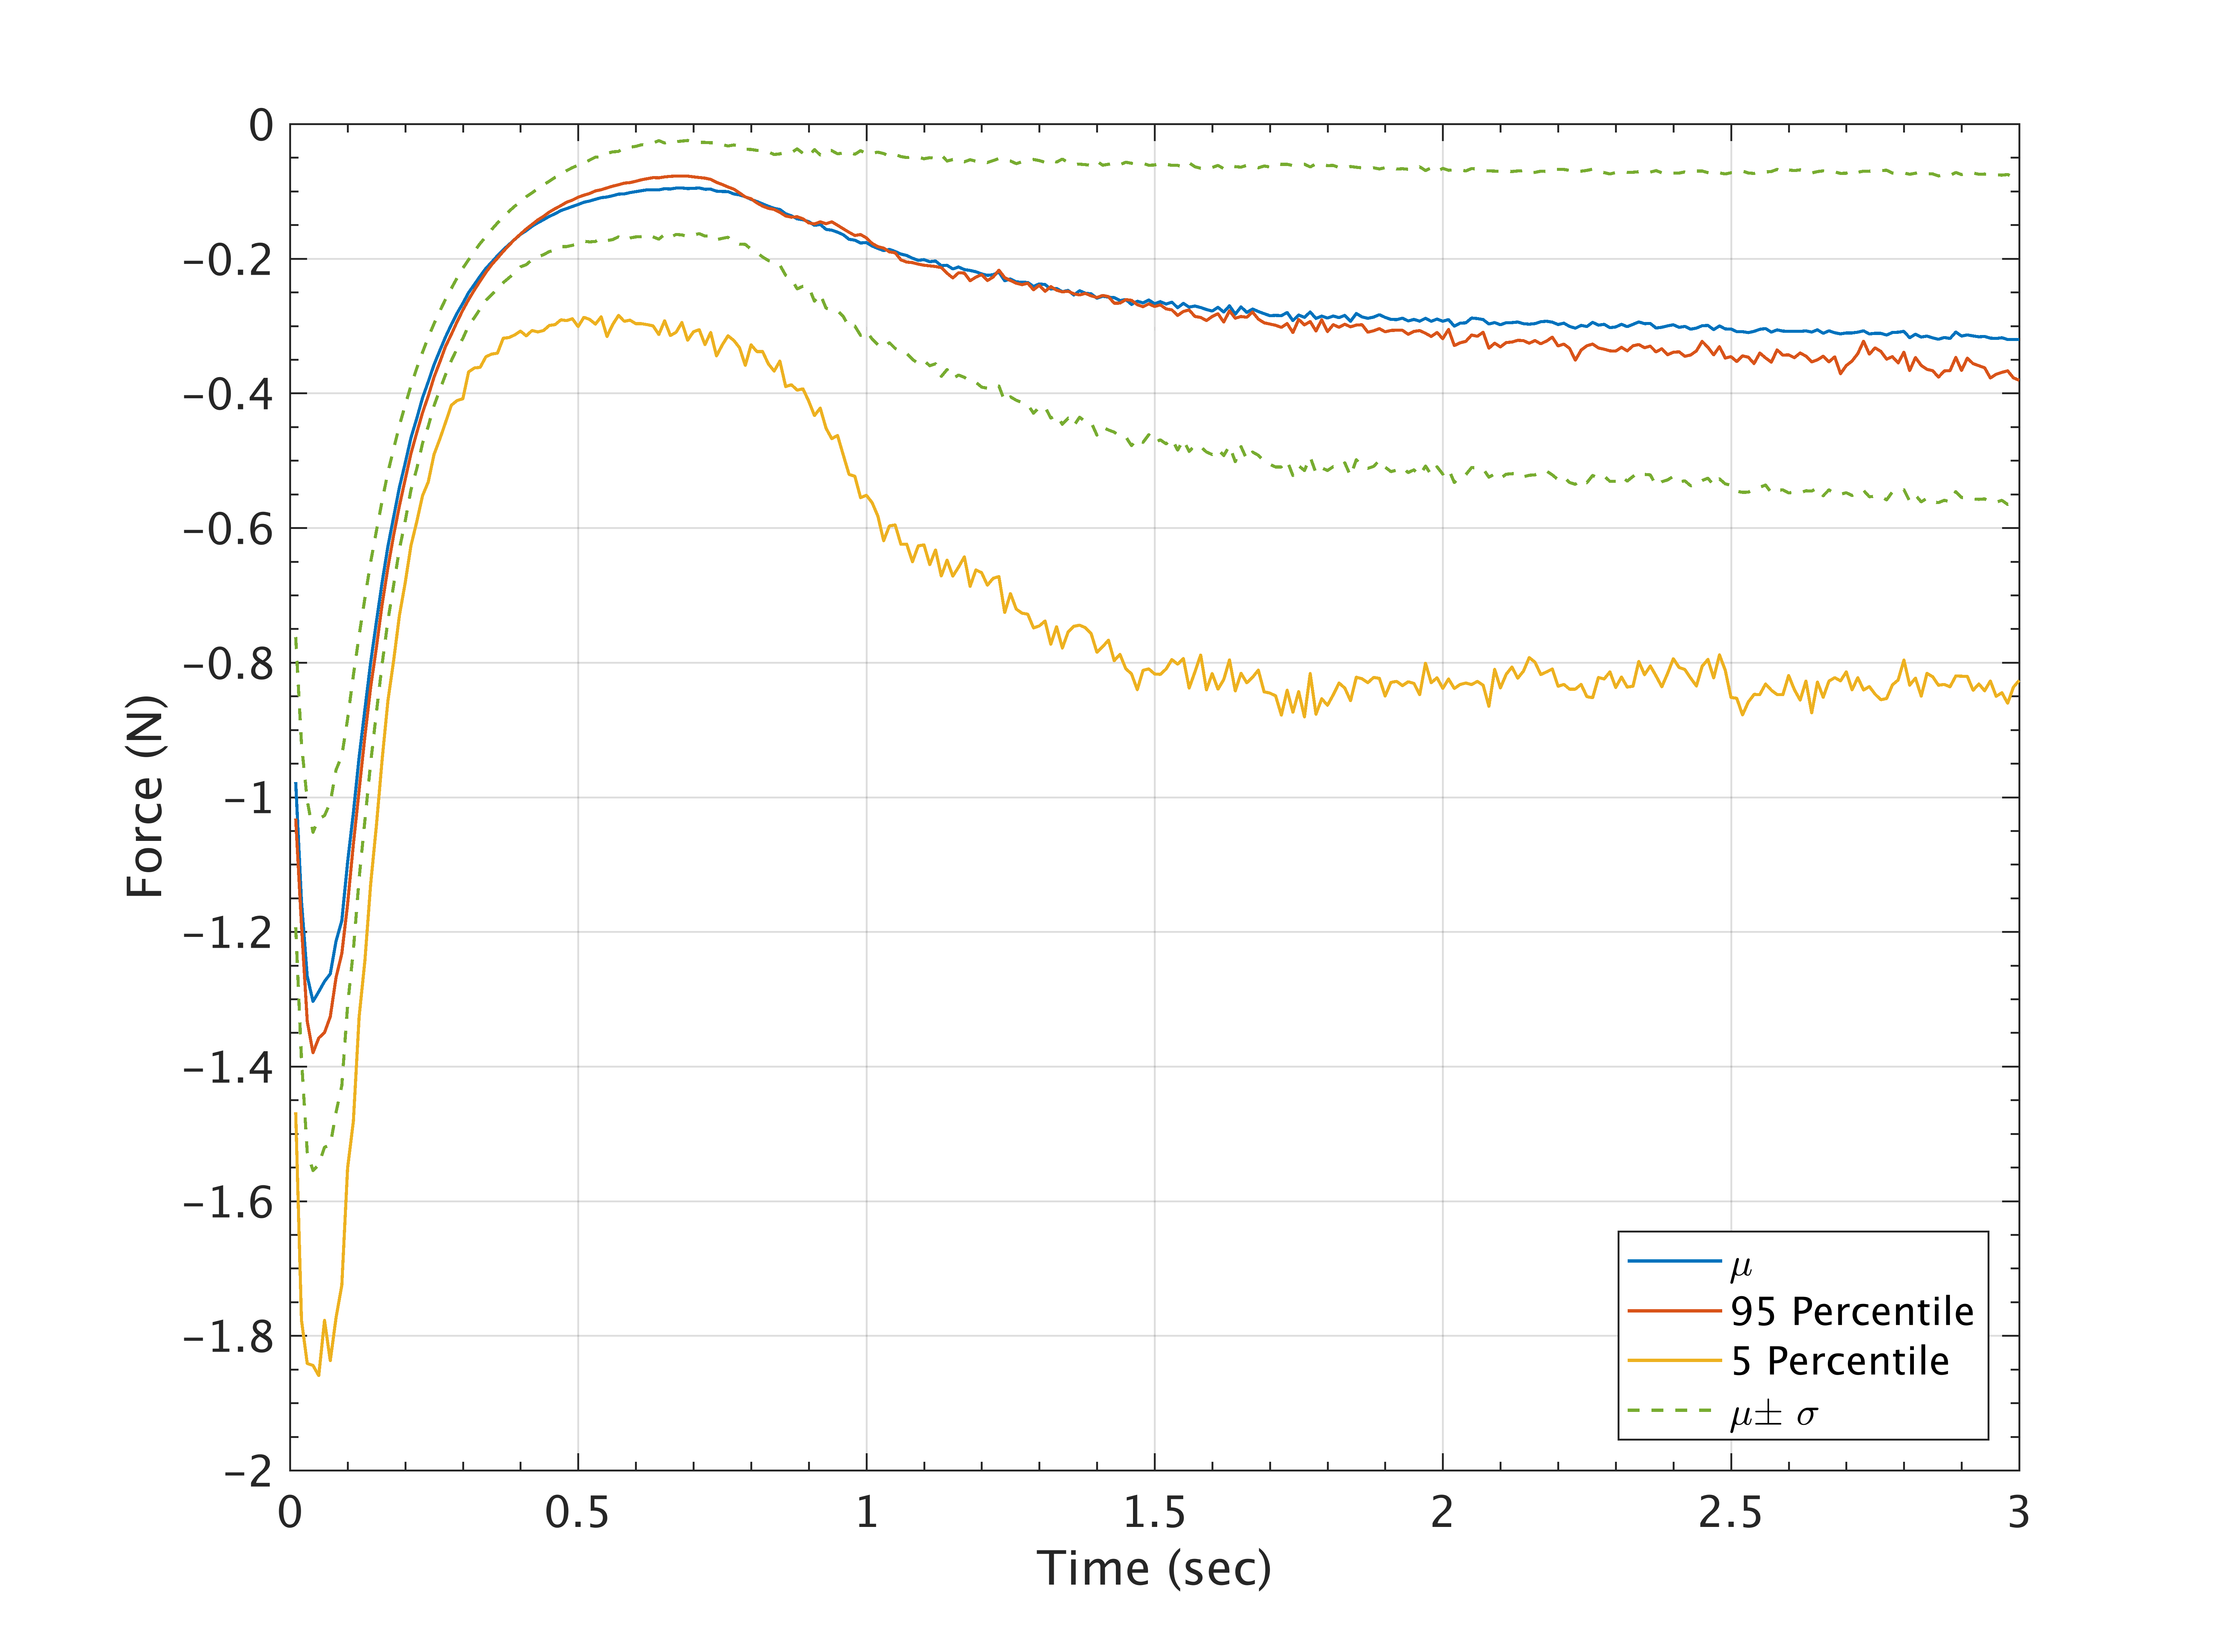 0
−0.2
−0.4
−0.6
−0.8
−1
−1.2
−1.4
−1.6
−1.8
−2
Force (N)
0 0.5 1 1.5 2 2.5 3
Time (sec)
μ
95 Percentile
5 Percentile
μ± σ